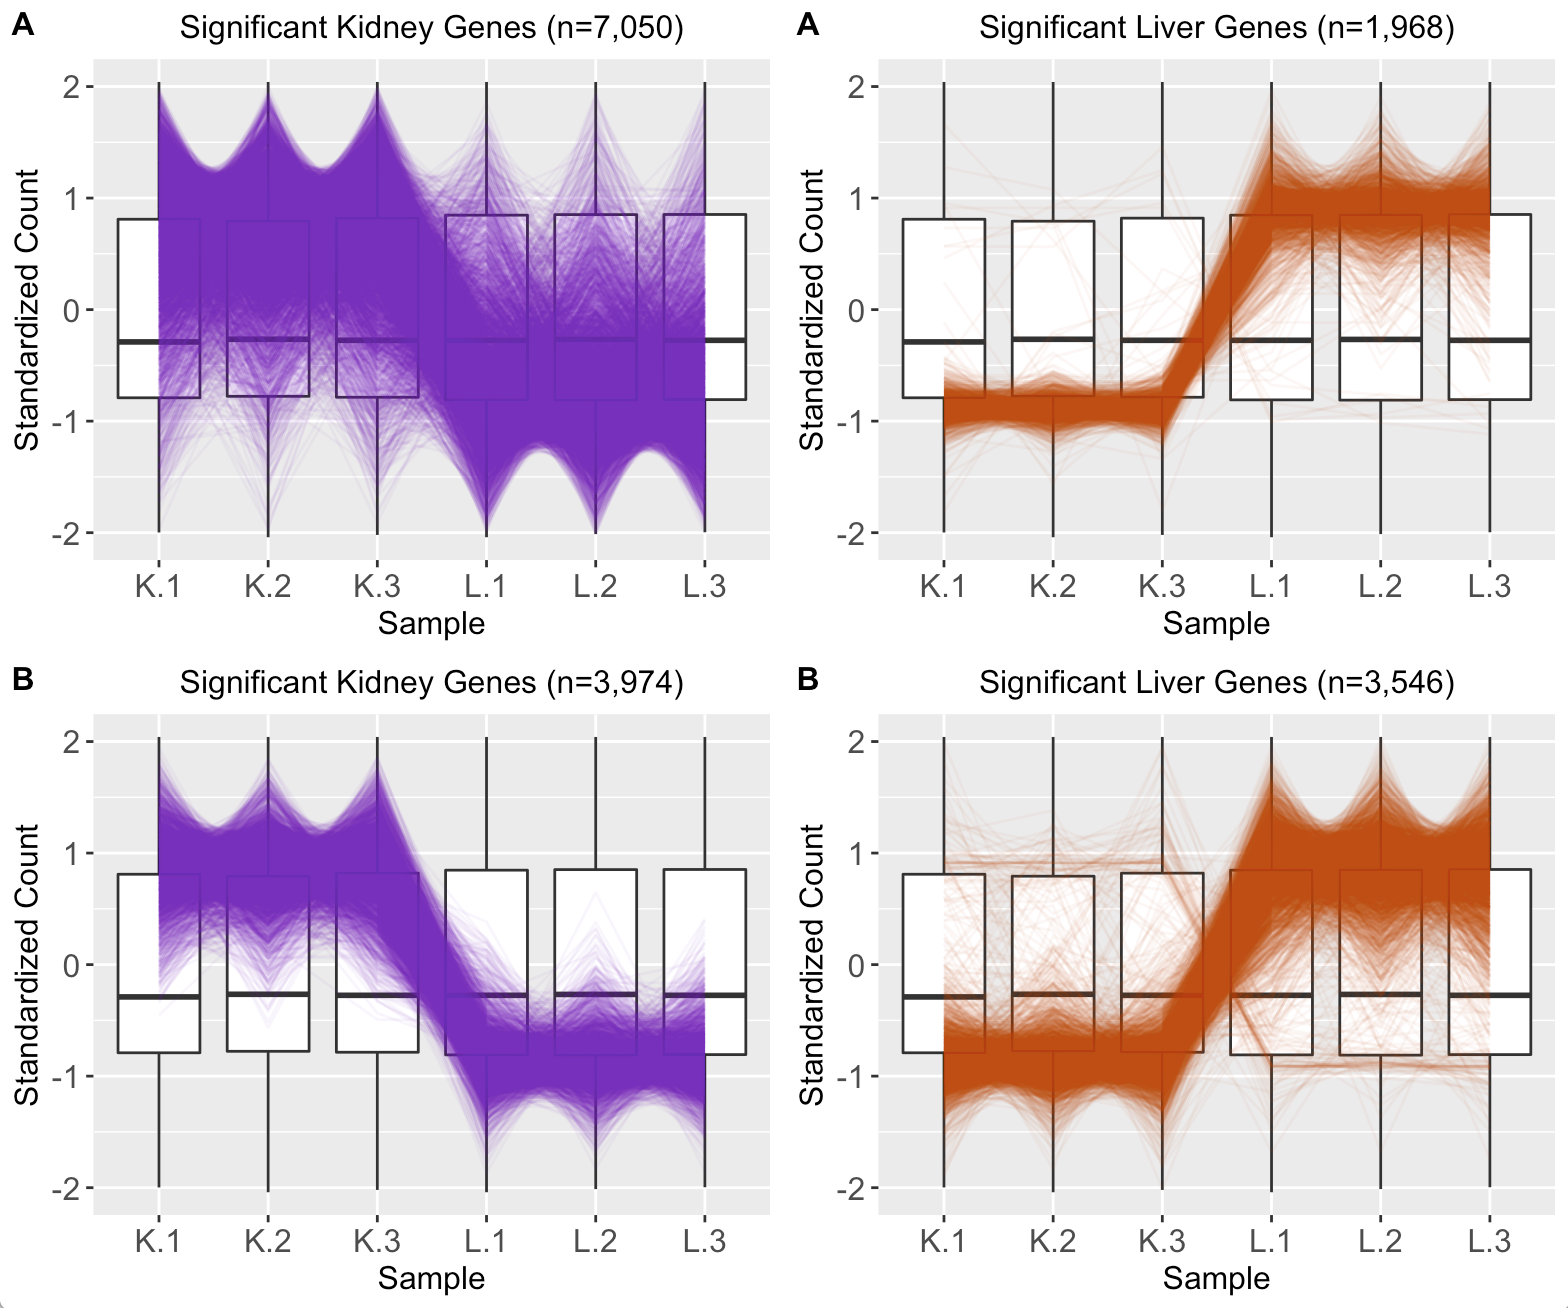 A Significant Kidney Genes (n=7,050)
Standardized Count
2
1
0
-1
-2
K.1 K.2 K.3 L.1 L.2 L.3
Sample
A Significant Liver Genes (n=1,968)
Standardized Count
2
1
0
-1
-2
K.1 K.2 K.3 L.1 L.2 L.3
Sample
B Significant Kidney Genes (n=3,974)
Standardized Count
2
1
0
-1
-2
K.1 K.2 K.3 L.1 L.2 L.3
Sample
B Significant Liver Genes (n=3,546)
Standardized Count
2
1
0
-1
-2
K.1 K.2 K.3 L.1 L.2 L.3
Sample